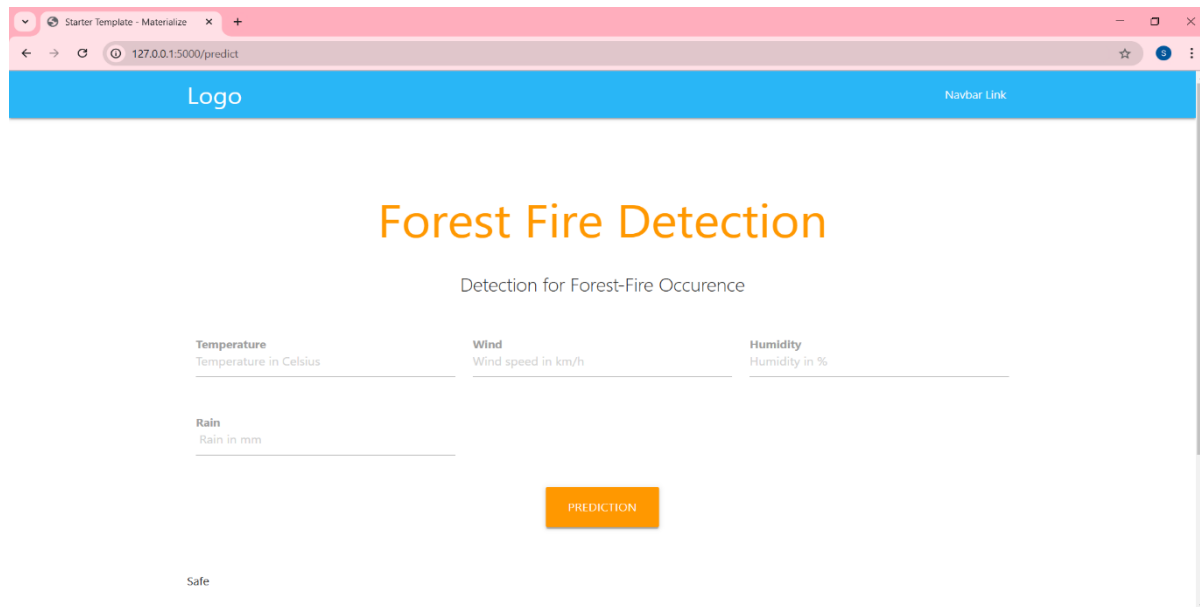 Starter Template - Materialize
127.0.0.1:5000/predict
S
Logo
Navbar Link
Forest Fire Detection
Detection for Forest-Fire Occurence
Temperature
Wind
Humidity
Temperature in Celsius
Wind speed in km/h
Humidity in %
Rain
Rain in mm
PREDICTION
Safe